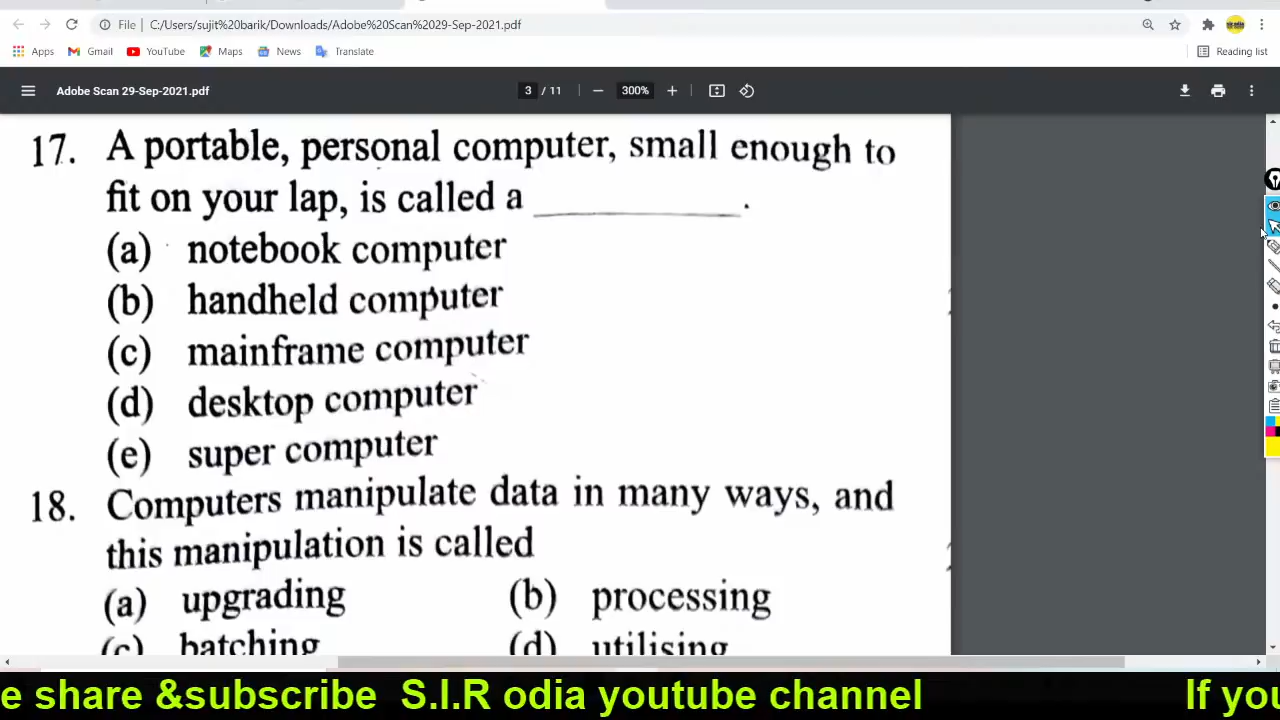 File | C:/Users/sujit%20barik/Downloads/Adobe%20Scan%2029-Sep-2021.pdf
Apps Gmail YouTube Maps News Translate Reading list
Adobe Scan 29-Sep-2021.pdf 3 / 11 300%
17. A portable, personal computer, small enough to
fit on your lap, is called a ____________.
(a) notebook computer
(b) handheld computer
(c) mainframe computer
(d) desktop computer
(e) super computer
18. Computers manipulate data in many ways, and
this manipulation is called
(a) upgrading (b) processing
(c) batching (d) utilising
e share &subscribe S.I.R odia youtube channel If you